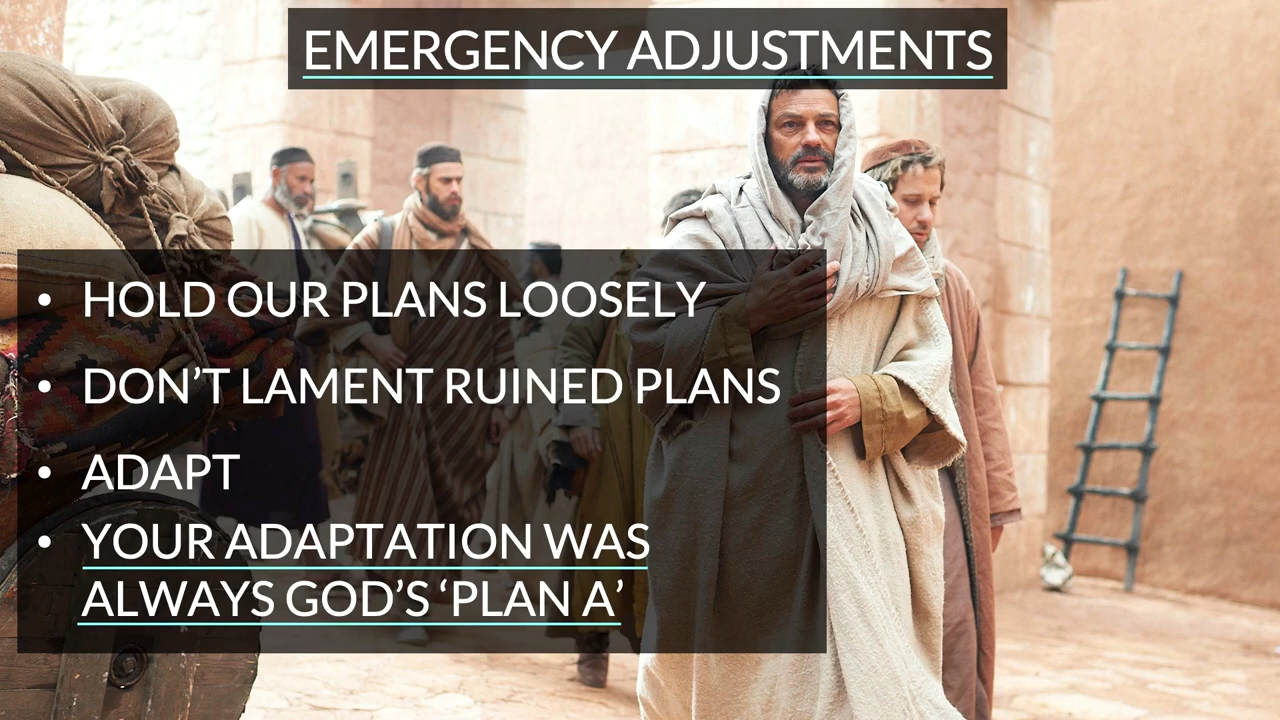 EMERGENCY ADJUSTMENTS
• HOLD OUR PLANS LOOSELY
• DON’T LAMENT RUINED PLANS
• ADAPT
• YOUR ADAPTATION WAS
ALWAYS GOD’S ‘PLAN A’